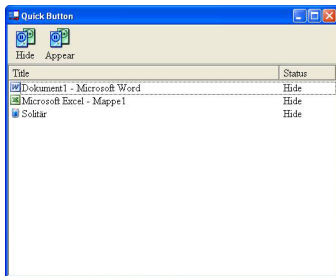 Quick Button
Hide Appear
Title Status
Dokument1 - Microsoft Word Hide
Microsoft Excel - Mappe1 Hide
Solitär Hide